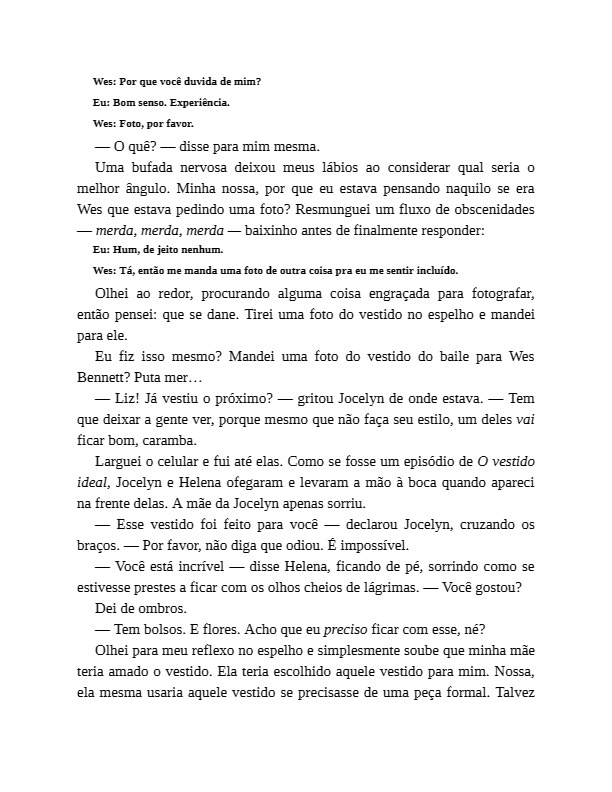 Wes: Por que você duvida de mim?
Eu: Bom senso. Experiência.
Wes: Foto, por favor.
— O quê? — disse para mim mesma.
Uma bufada nervosa deixou meus lábios ao considerar qual seria o
melhor ângulo. Minha nossa, por que eu estava pensando naquilo se era
Wes que estava pedindo uma foto? Resmunguei um fluxo de obscenidades
— merda, merda, merda — baixinho antes de finalmente responder:
Eu: Hum, de jeito nenhum.
Wes: Tá, então me manda uma foto de outra coisa pra eu me sentir incluído.
Olhei ao redor, procurando alguma coisa engraçada para fotografar,
então pensei: que se dane. Tirei uma foto do vestido no espelho e mandei
para ele.
Eu fiz isso mesmo? Mandei uma foto do vestido do baile para Wes
Bennett? Puta mer…
— Liz! Já vestiu o próximo? — gritou Jocelyn de onde estava. — Tem
que deixar a gente ver, porque mesmo que não faça seu estilo, um deles vai
ficar bom, caramba.
Larguei o celular e fui até elas. Como se fosse um episódio de O vestido
ideal, Jocelyn e Helena ofegaram e levaram a mão à boca quando apareci
na frente delas. A mãe da Jocelyn apenas sorriu.
— Esse vestido foi feito para você — declarou Jocelyn, cruzando os
braços. — Por favor, não diga que odiou. É impossível.
— Você está incrível — disse Helena, ficando de pé, sorrindo como se
estivesse prestes a ficar com os olhos cheios de lágrimas. — Você gostou?
Dei de ombros.
— Tem bolsos. E flores. Acho que eu preciso ficar com esse, né?
Olhei para meu reflexo no espelho e simplesmente soube que minha mãe
teria amado o vestido. Ela teria escolhido aquele vestido para mim. Nossa,
ela mesma usaria aquele vestido se precisasse de uma peça formal. Talvez